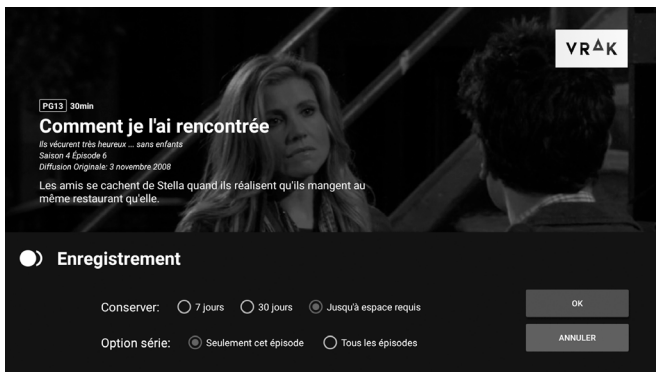 VRAK
PG13 30min
Comment je l'ai rencontrée
Ils vécurent très heureux ... sans enfants
Saison 4 Épisode 6
Diffusion Originale: 3 novembre 2008
Les amis se cachent de Stella quand ils réalisent qu'ils mangent au
même restaurant qu'elle.
Enregistrement
Conserver: 7 jours 30 jours Jusqu'à espace requis OK
Option série: Seulement cet épisode Tous les épisodes ANNULER